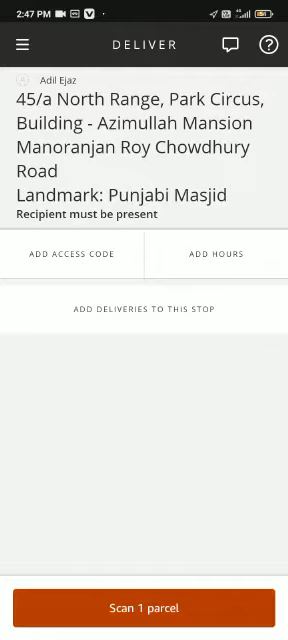 2:47 PM
DELIVER
Adil Ejaz
45/a North Range, Park Circus,
Building - Azimullah Mansion
Manoranjan Roy Chowdhury
Road
Landmark: Punjabi Masjid
Recipient must be present
ADD ACCESS CODE
ADD HOURS
ADD DELIVERIES TO THIS STOP
Scan 1 parcel